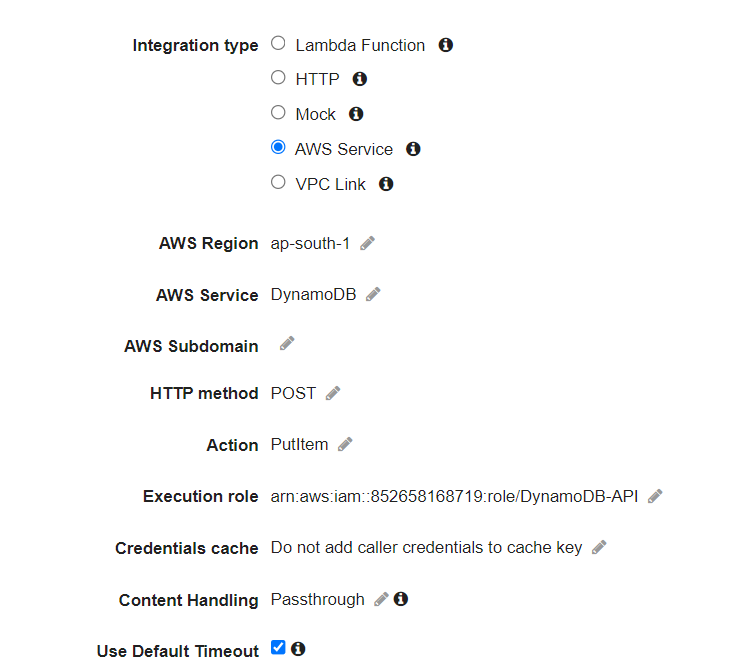 Integration type Lambda Function
HTTP
Mock
AWS Service
VPC Link
AWS Region ap-south-1
AWS Service DynamoDB
AWS Subdomain
HTTP method POST
Action PutItem
Execution role arn:aws:iam::852658168719:role/DynamoDB-API
Credentials cache Do not add caller credentials to cache key
Content Handling Passthrough
Use Default Timeout